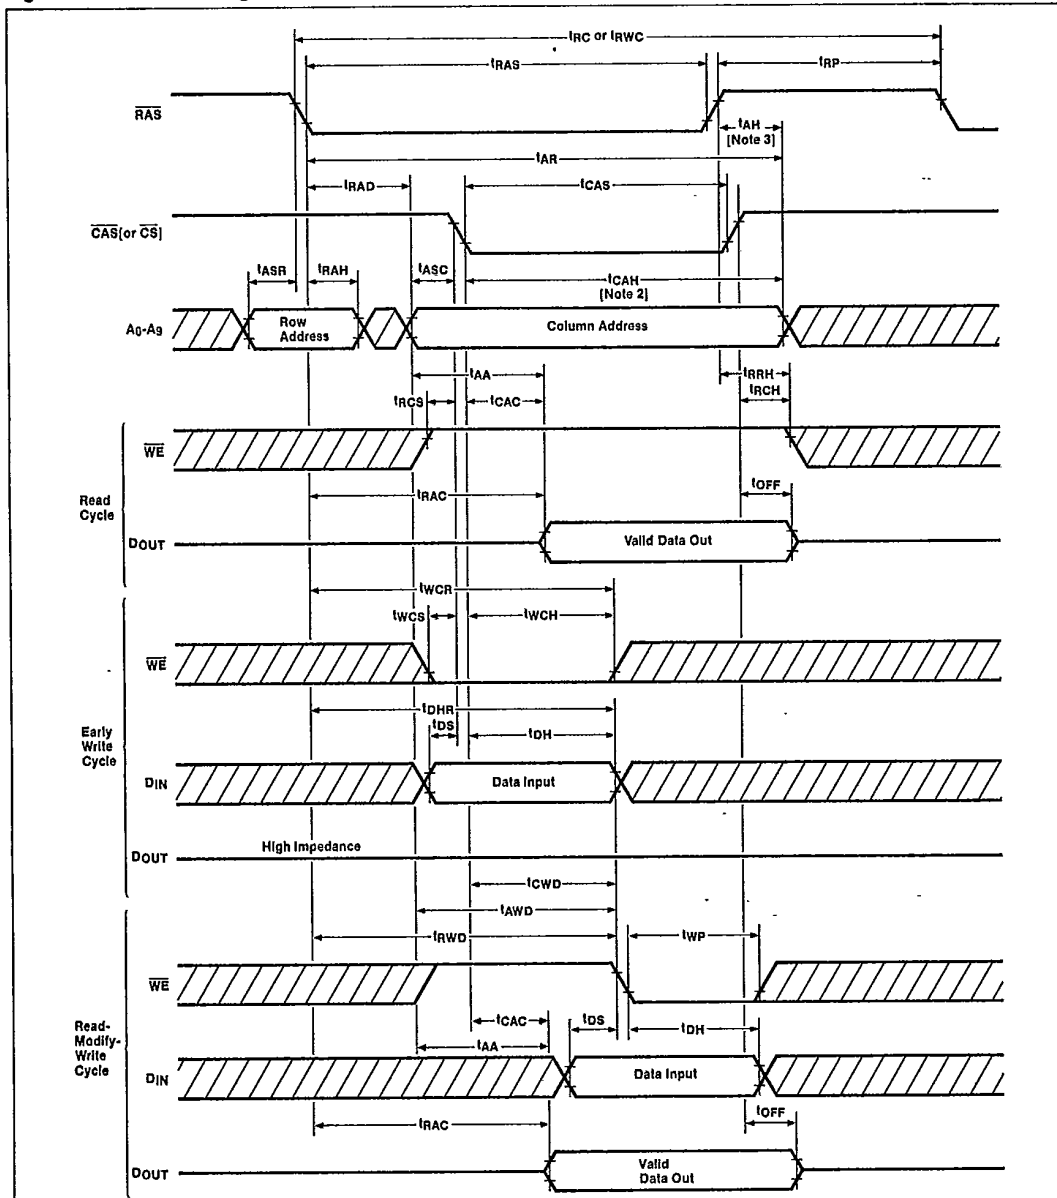 tRC or tRWC
tRAS
tRP
RAS
tAH
[Note 3]
tAR
tRAD
tCAS
CAS[or CS]
tASR
tRAH
tASC
tCAH
[Note 2]
A0-A9
Row
Address
Column Address
tAA
tRRH
tRCS
tCAC
tRCH
WE
tRAC
tOFF
Read
Cycle
DOUT
Valid Data Out
tWCR
tWCS
tWCH
WE
tDHR
tDS
tDH
Early
Write
Cycle
DIN
Data Input
High Impedance
DOUT
tCWD
tAWD
tRWD
tWP
WE
tCAC
tDS
tDH
Read-
Modify-
Write
Cycle
tAA
DIN
Data Input
tRAC
tOFF
DOUT
Valid
Data Out